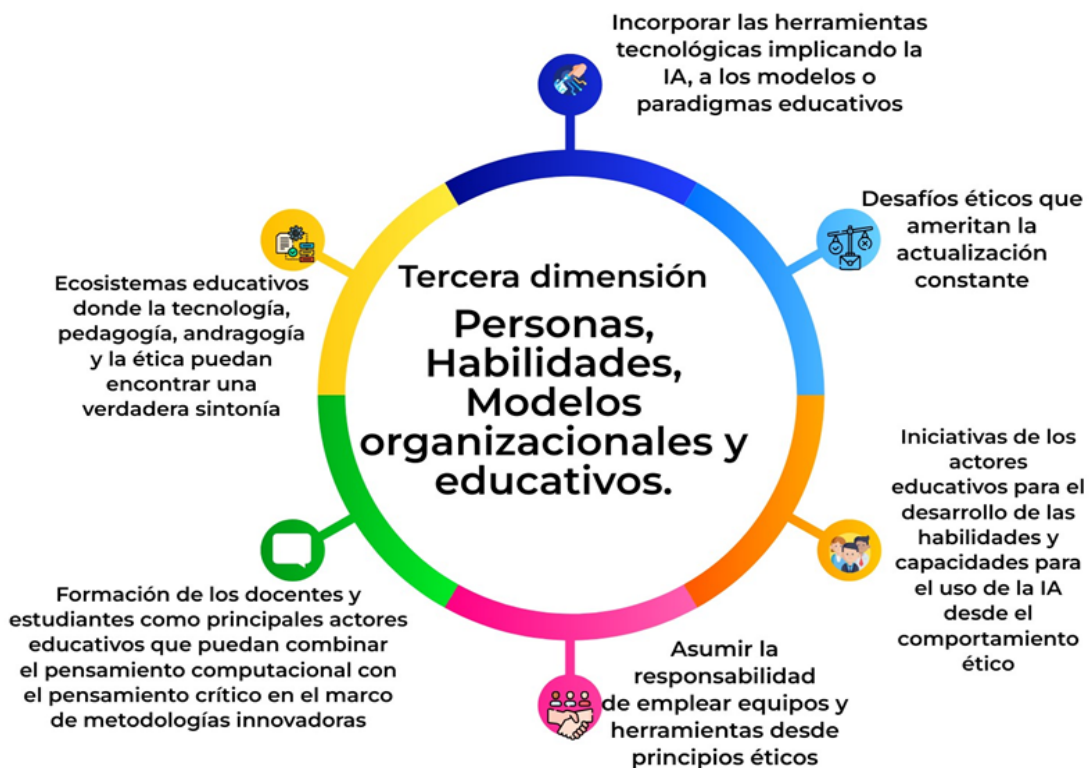 Incorporar las herramientas
tecnológicas implicando la
IA, a los modelos o
paradigmas educativos
Desafíos éticos que
ameritan la
actualización
constante
Tercera dimensión
Personas,
Habilidades,
Modelos
organizacionales y
educativos.
Ecosistemas educativos
donde la tecnología,
pedagogía, andragogía
y la ética puedan
encontrar una
verdadera sintonía
Iniciativas de los
actores
educativos para el
desarrollo de las
habilidades y
capacidades para
el uso de la IA
desde el
comportamiento
ético
Formación de los docentes y
estudiantes como principales actores
educativos que puedan combinar
el pensamiento computacional con
el pensamiento crítico en el marco
de metodologías innovadoras
Asumir la
responsabilidad
de emplear equipos y
herramientas desde
principios éticos